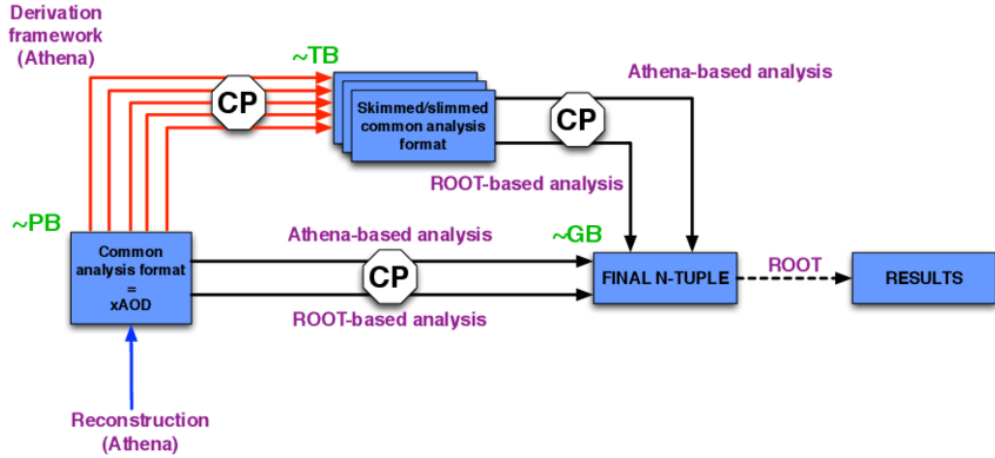 Derivation
framework
(Athena)
~TB
CP
Skimmed/slimmed
common analysis
format
CP
Athena-based analysis
ROOT-based analysis
~PB
Common
analysis format
=
xAOD
Athena-based analysis
CP
ROOT-based analysis
~GB
FINAL N-TUPLE
ROOT
RESULTS
Reconstruction
(Athena)